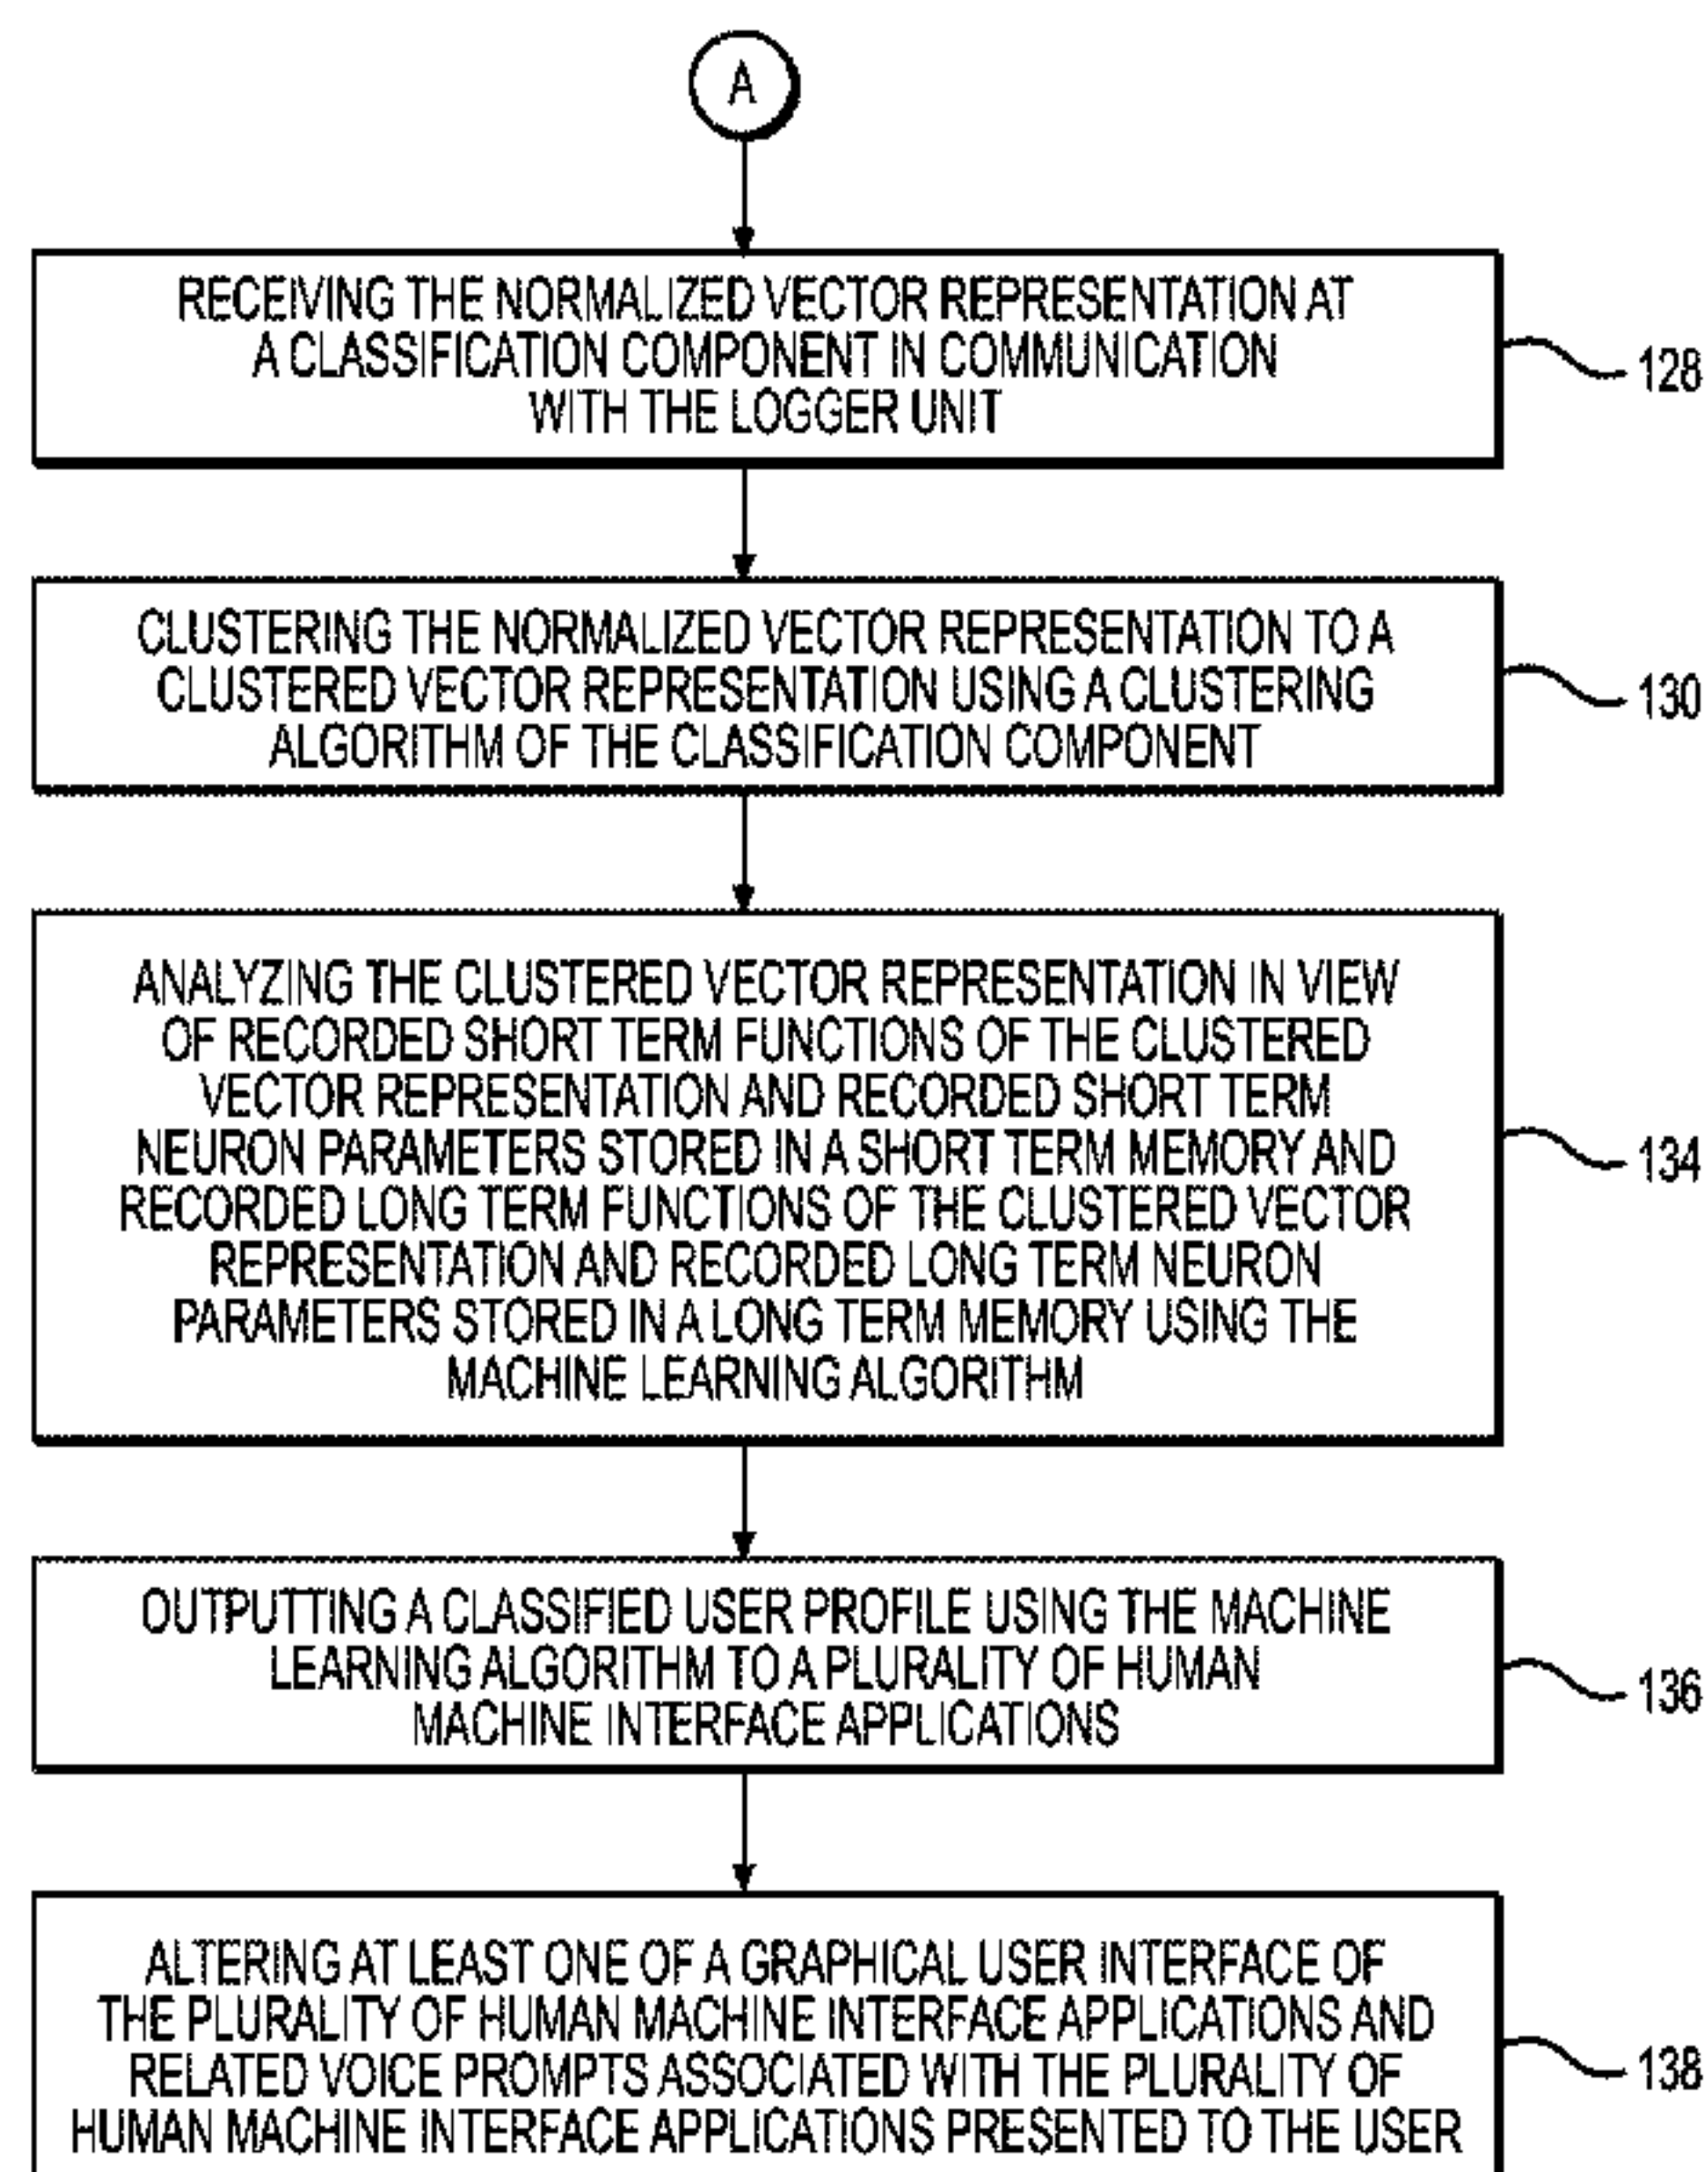 A
RECEIVING THE NORMALIZED VECTOR REPRESENTATION AT
A CLASSIFICATION COMPONENT IN COMMUNICATION
WITH THE LOGGER UNIT
128
CLUSTERING THE NORMALIZED VECTOR REPRESENTATION TO A
CLUSTERED VECTOR REPRESENTATION USING A CLUSTERING
ALGORITHM OF THE CLASSIFICATION COMPONENT
130
ANALYZING THE CLUSTERED VECTOR REPRESENTATION IN VIEW
OF RECORDED SHORT TERM FUNCTIONS OF THE CLUSTERED
VECTOR REPRESENTATION AND RECORDED SHORT TERM
NEURON PARAMETERS STORED IN A SHORT TERM MEMORY AND
RECORDED LONG TERM FUNCTIONS OF THE CLUSTERED VECTOR
REPRESENTATION AND RECORDED LONG TERM NEURON
PARAMETERS STORED IN A LONG TERM MEMORY USING THE
MACHINE LEARNING ALGORITHM
134
OUTPUTTING A CLASSIFIED USER PROFILE USING THE MACHINE
LEARNING ALGORITHM TO A PLURALITY OF HUMAN
MACHINE INTERFACE APPLICATIONS
136
ALTERING AT LEAST ONE OF A GRAPHICAL USER INTERFACE OF
THE PLURALITY OF HUMAN MACHINE INTERFACE APPLICATIONS AND
RELATED VOICE PROMPTS ASSOCIATED WITH THE PLURALITY OF
HUMAN MACHINE INTERFACE APPLICATIONS PRESENTED TO THE USER
138